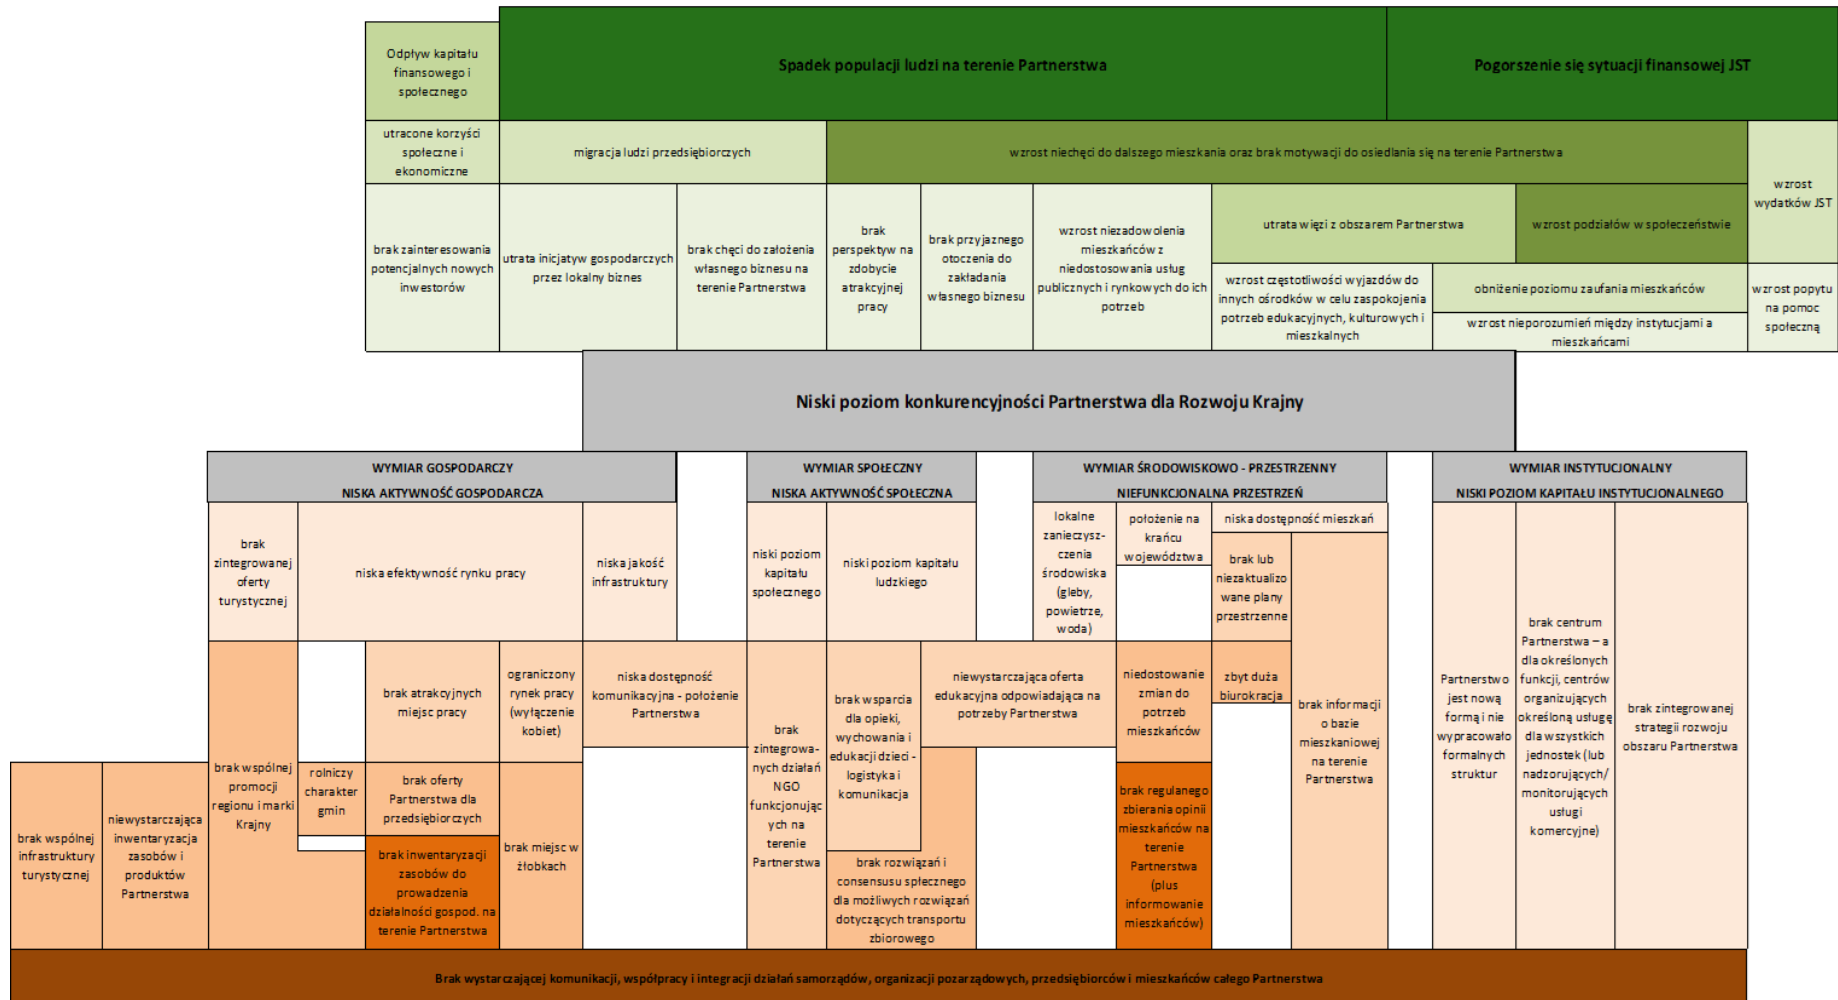 Odpływ kapitału
finansowego i
społecznego
Spadek populacji ludzi na terenie Partnerstwa
Pogorszenie się sytuacji finansowej JST
utracone korzyści
społeczne i
ekonomiczne
migracja ludzi przedsiębiorczych
wzrost niechęci do dalszego mieszkania oraz brak motywacji do osiedlania się na terenie Partnerstwa
wzrost
wydatków JST
brak zainteresowania
potencjalnych nowych
inwestorów
utrata inicjatyw gospodarczych
przez lokalny biznes
brak chęci do założenia
własnego biznesu na
terenie Partnerstwa
brak
perspektyw na
zdobycie
atrakcyjnej
pracy
brak przyjaznego
otoczenia do
zakładania
własnego biznesu
wzrost niezadowolenia
mieszkańców z
niedostosowania usług
publicznych i rynkowych do ich
potrzeb
utrata więzi z obszarem Partnerstwa
wzrost podziałów w społeczeństwie
wzrost częstotliwości wyjazdów do
innych ośrodków w celu zaspokojenia
potrzeb edukacyjnych, kulturowych i
mieszkalnych
obniżenie poziomu zaufania mieszkańców
wzrost nieporozumień między instytucjami a
mieszkańcami
wzrost popytu
na pomoc
społeczną
Niski poziom konkurencyjności Partnerstwa dla Rozwoju Krajny
WYMIAR GOSPODARCZY
NISKA AKTYWNOŚĆ GOSPODARCZA
WYMIAR SPOŁECZNY
NISKA AKTYWNOŚĆ SPOŁECZNA
WYMIAR ŚRODOWISKOWO - PRZESTRZENNY
NIEFUNKCJONALNA PRZESTRZEŃ
WYMIAR INSTYTUCJONALNY
NISKI POZIOM KAPITAŁU INSTYTUCJONALNEGO
brak
zintegrowanej
oferty
turystycznej
niska efektywność rynku pracy
niska jakość
infrastruktury
niski poziom
kapitału
społecznego
niski poziom kapitału
ludzkiego
lokalne
zanieczysz-
czenia
środowiska
(gleby,
powietrze,
woda)
położenie na
krańcu
województwa
niska dostępność mieszkań
brak lub
niezaktualizo
wane plany
przestrzenne
brak informacji
o bazie
mieszkaniowej
na terenie
Partnerstwa
Partnerstwo
jest nową
formą i nie
wypracowało
formalnych
struktur
brak centrum
Partnerstwa – a
dla określonych
funkcji, centrów
organizujących
określoną usługę
dla wszystkich
jednostek (lub
nadzorujących/
monitorujących
usługi
komercyjne)
brak zintegrowanej
strategii rozwoju
obszaru Partnerstwa
brak wspólnej
promocji
regionu i marki
Krajny
brak atrakcyjnych
miejsc pracy
ograniczony
rynek pracy
(wyłączenie
kobiet)
niska dostępność
komunikacyjna - położenie
Partnerstwa
brak
zintegrowa-
nych działań
NGO
funkcjonując
ych na
terenie
Partnerstwa
brak wsparcia
dla opieki,
wychowania i
edukacji dzieci -
logistyka i
komunikacja
niewystarczająca oferta
edukacyjna odpowiadająca na
potrzeby Partnerstwa
niedostowanie
zmian do
potrzeb
mieszkańców
zbyt duża
biurokracja
brak wspólnej
infrastruktury
turystycznej
niewystarczająca
inwentaryzacja
zasobów i
produktów
Partnerstwa
rolniczy
charakter
gmin
brak oferty
Partnerstwa dla
przedsiębiorczych
brak inwentaryzacji
zasobów do
prowadzenia
działalności gospod. na
terenie Partnerstwa
brak miejsc w
żłobkach
brak rozwiązań i
consensusu spłecznego
dla możliwych rozwiązań
dotyczących transportu
zbiorowego
brak regulanego
zbierania opinii
mieszkańców na
terenie
Partnerstwa
(plus
informowanie
mieszkańców)
Brak wystarczającej komunikacji, współpracy i integracji działań samorządów, organizacji pozarządowych, przedsiębiorców i mieszkańców całego Partnerstwa